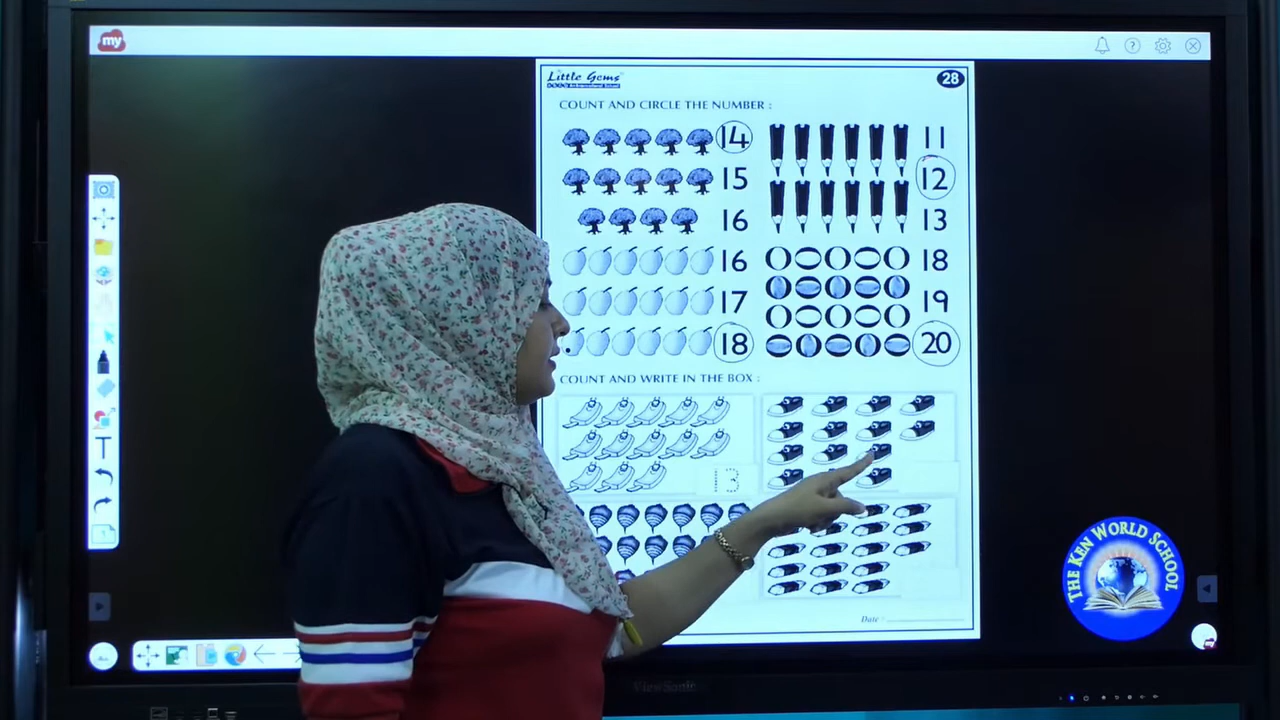 my
Little Gems
28
COUNT AND CIRCLE THE NUMBER :
14
15
16
11
12
13
16
17
18
18
19
20
COUNT AND WRITE IN THE BOX :
13
Date :
THE KEN WORLD SCHOOL
T
ViewSonic